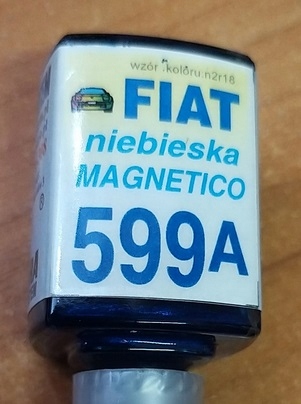 wzór koloru.n2r18
FIAT
niebieska
MAGNETICO
599A